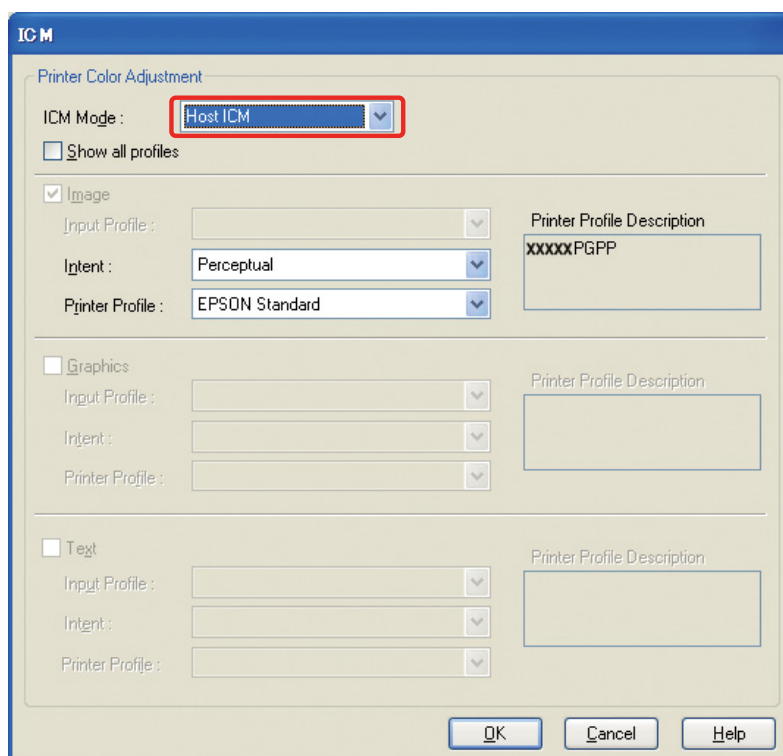 ICM
Printer Color Adjustment
ICM Mode : Host ICM
Show all profiles
Image
Input Profile :
Printer Profile Description
xxxxxPGPP
Intent : Perceptual
Printer Profile : EPSON Standard
Graphics
Input Profile :
Printer Profile Description
Intent :
Printer Profile :
Text
Input Profile :
Printer Profile Description
Intent :
Printer Profile :
OK Cancel Help